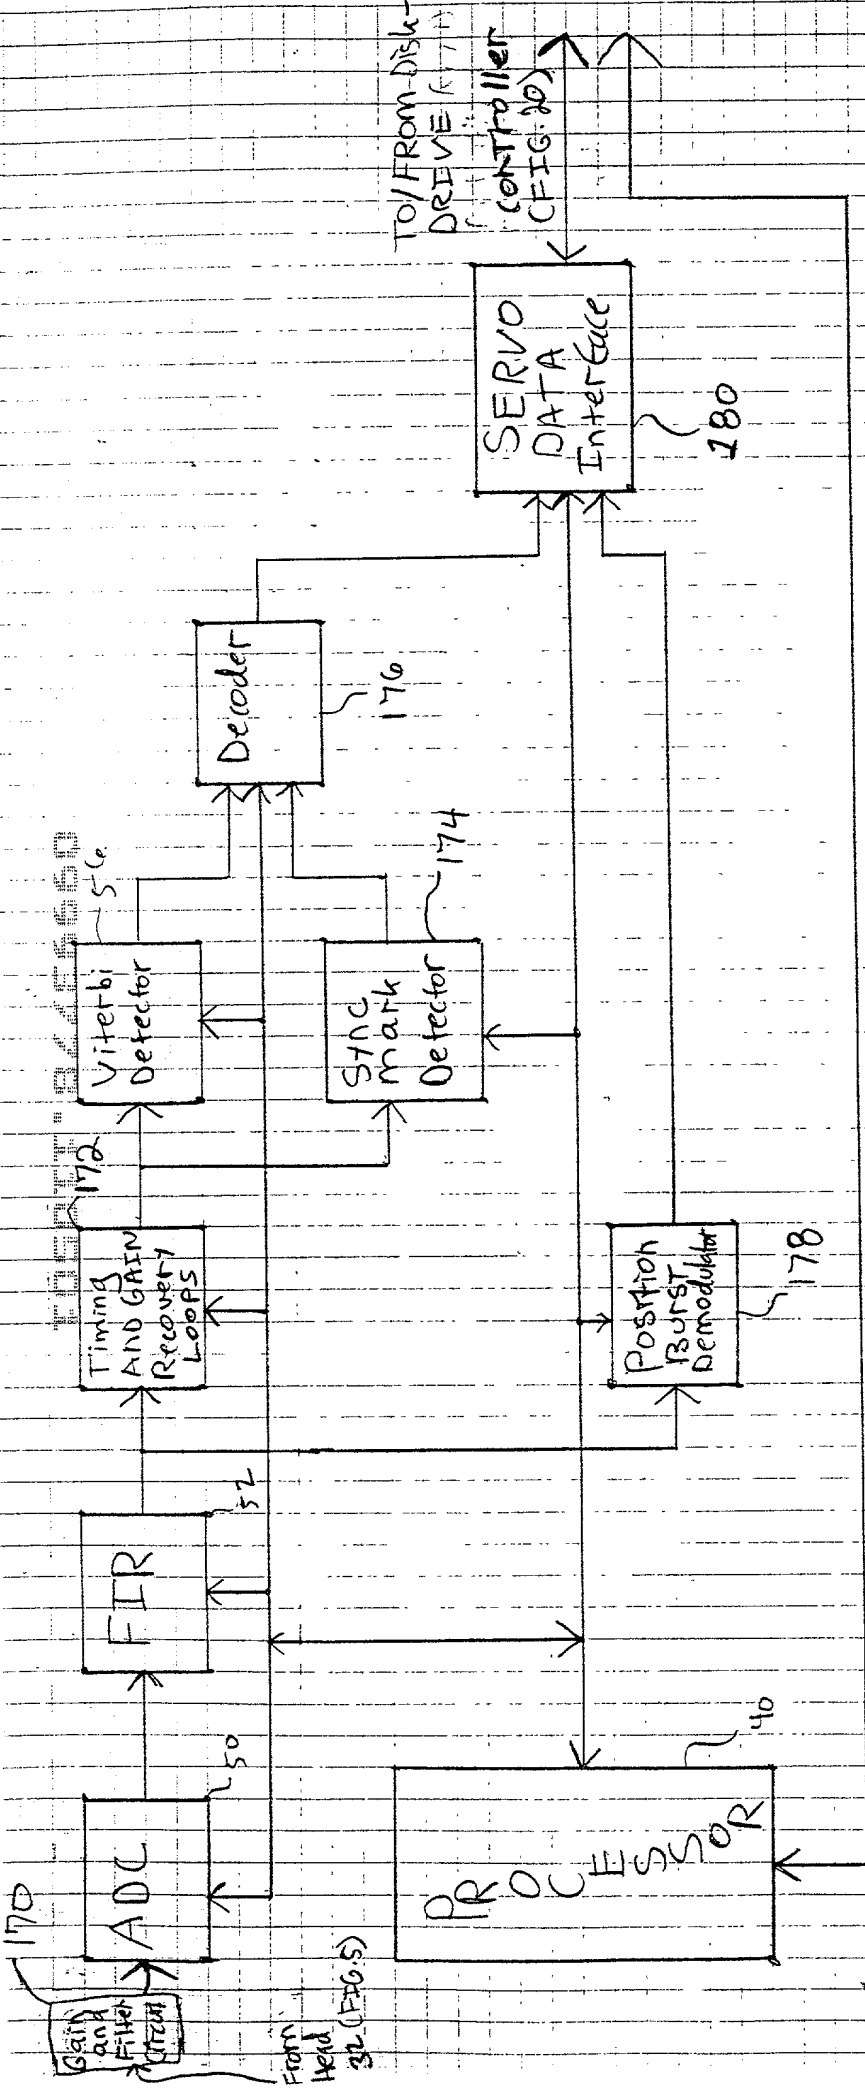 170
Gain
and
Filter
Circuit
From
Head
32 (FIG.5)
ADC
50
FIR
52
Timing
AND GAIN
Recovery
LOOPS
172
Viterbi
Detector
56
Sync
mark
Detector
174
Decoder
176
Position
Burst
Demodulator
178
SERVO
DATA
Interface
180
TO/FROM Disk-
DRIVE
controller
(FIG. 20)
PROCESSOR
40